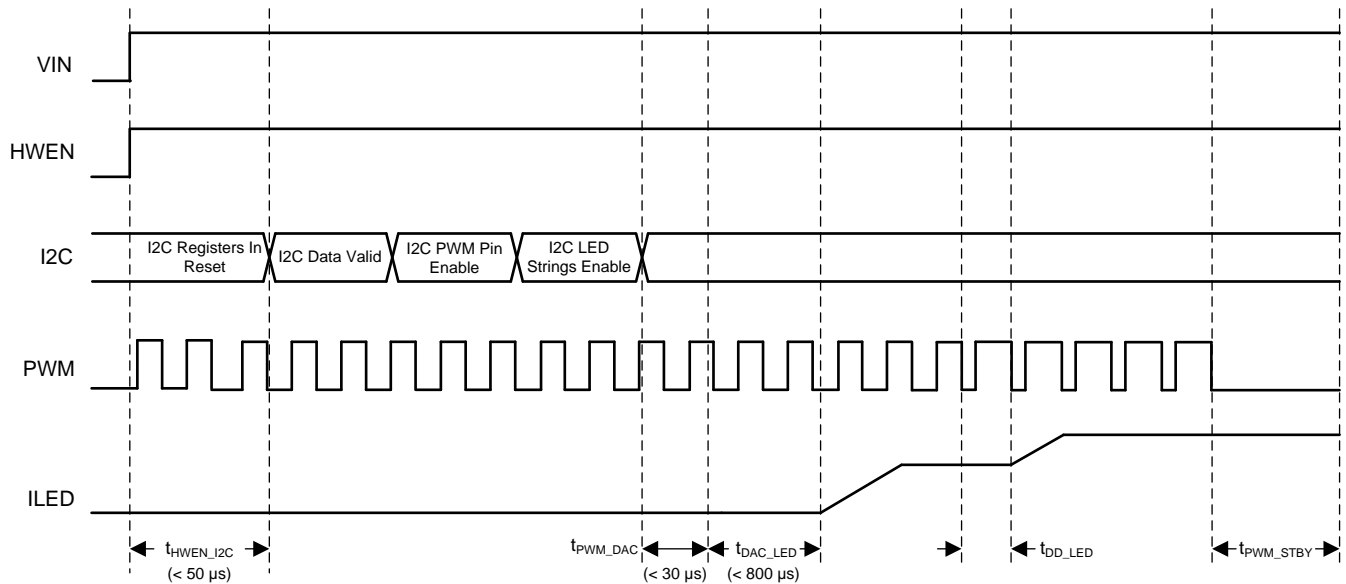 VIN
HWEN
I2C
I2C Registers In
Reset
I2C Data Valid
I2C PWM Pin
Enable
I2C LED
Strings Enable
PWM
ILED
tHWEN_I2C
(< 50 µs)
tPWM_DAC
(< 30 µs)
tDAC_LED
(< 800 µs)
tDD_LED
tPWM_STBY